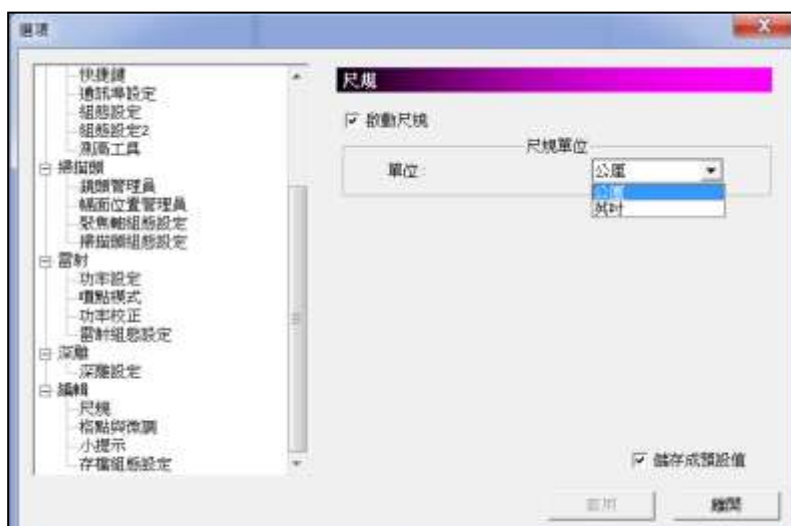 選項
快捷鍵
通訊埠設定
組態設定
組態設定2
測高工具
掃描頭
鏡頭管理員
幅面位置管理員
聚焦軸組態設定
掃描頭組態設定
雷射
功率設定
噴點模式
功率校正
雷射組態設定
深雕
深雕設定
編輯
尺規
格點與微調
小提示
存檔組態設定
尺規
啟動尺規
尺規單位
單位
公厘
公厘
英吋
儲存成預設值
套用
離開